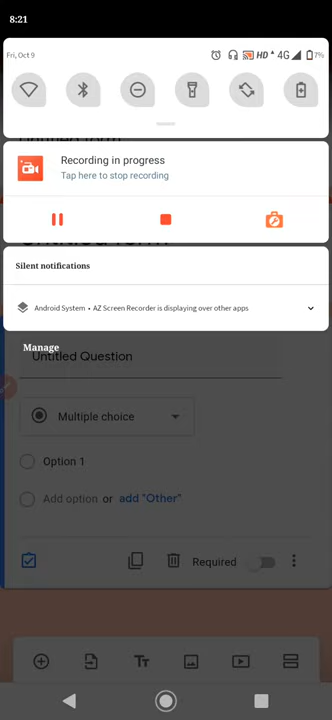 8:21
Fri, Oct 9
HD 4G 7%
Recording in progress
Tap here to stop recording
Silent notifications
Android System • AZ Screen Recorder is displaying over other apps
Manage
Untitled Question
Multiple choice
Option 1
Add option or add "Other"
Required
Tт